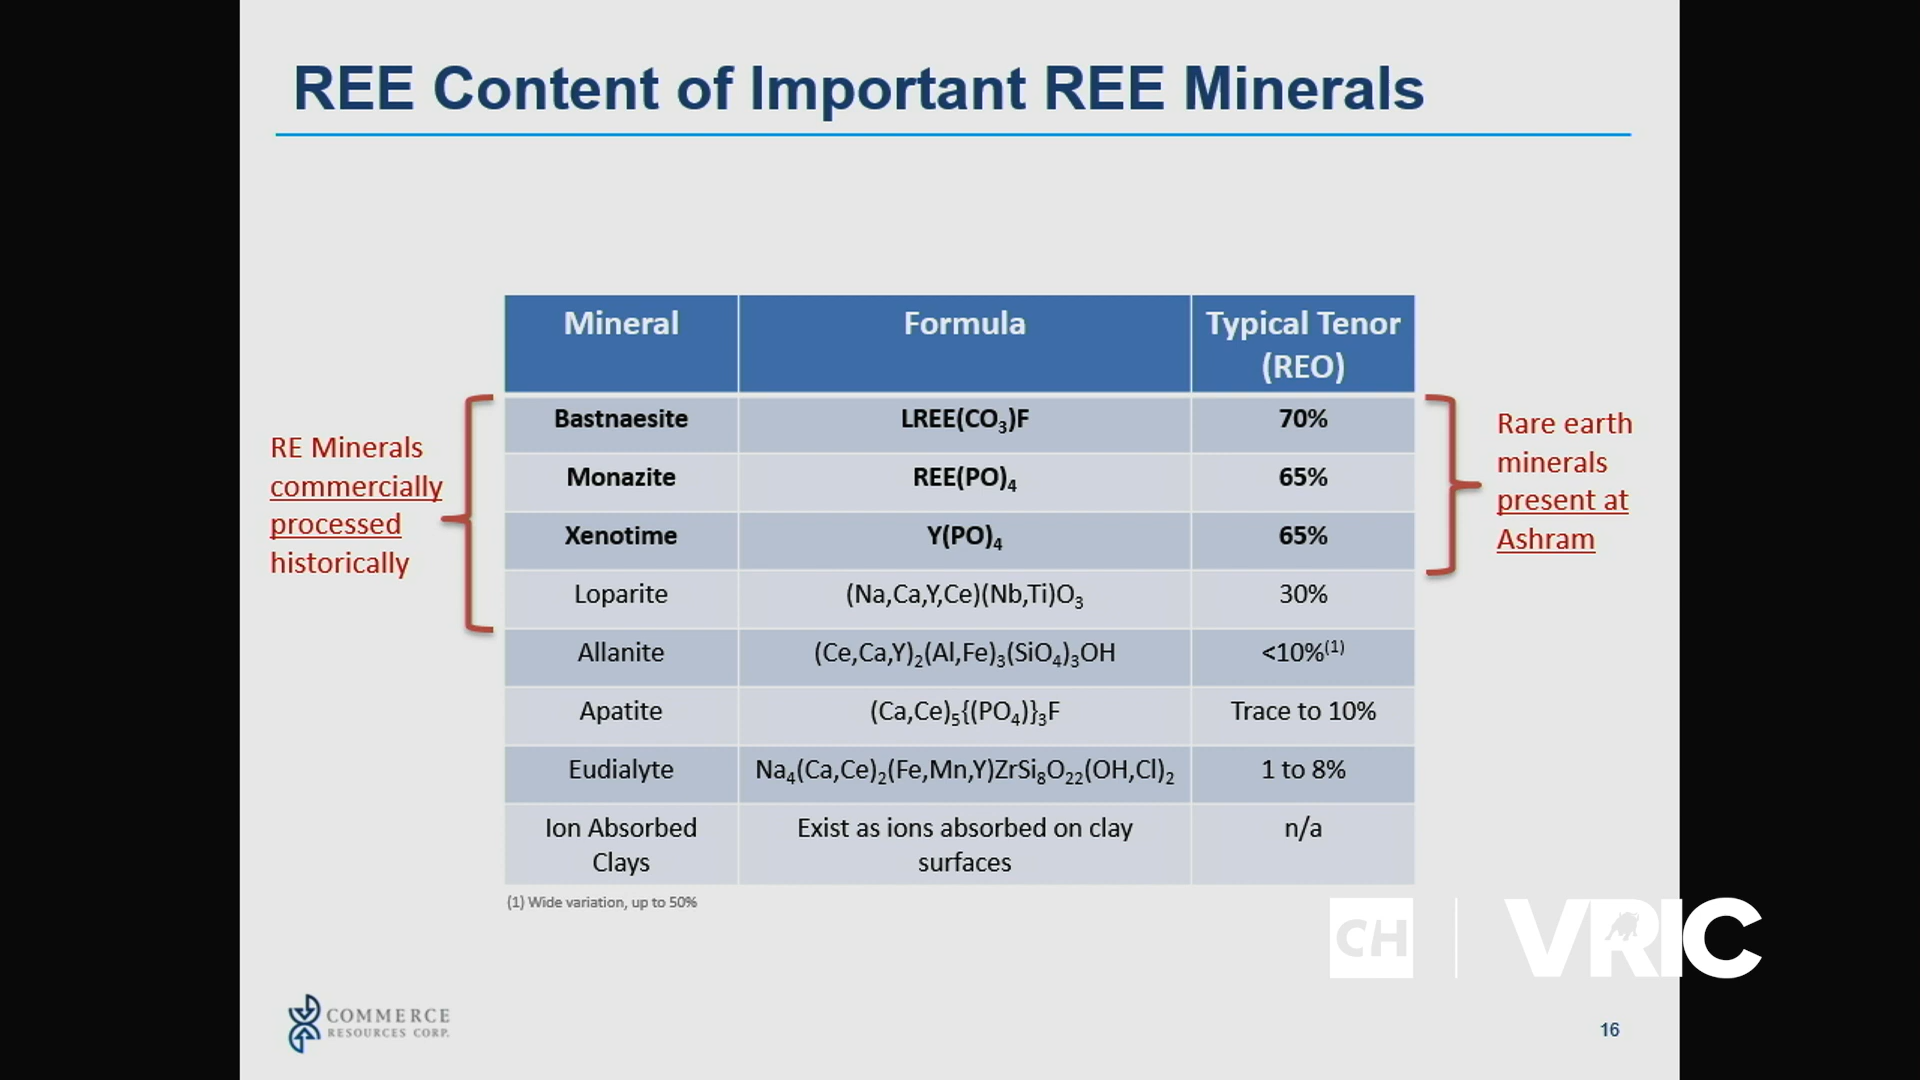 REE Content of Important REE Minerals
Mineral Formula Typical Tenor
(REO)
Bastnaesite LREE(CO₃)F 70%
Monazite REE(PO)₄ 65%
Xenotime Y(PO)₄ 65%
Loparite (Na,Ca,Y,Ce)(Nb,Ti)O₃ 30%
Allanite (Ce,Ca,Y)₂(Al,Fe)₃(SiO₄)₃OH <10%⁽¹⁾
Apatite (Ca,Ce)₅{(PO₄)}₃F Trace to 10%
Eudialyte Na₄(Ca,Ce)₂(Fe,Mn,Y)ZrSi₈O₂₂(OH,Cl)₂ 1 to 8%
Ion Absorbed Exist as ions absorbed on clay n/a
Clays surfaces
RE Minerals
commercially
processed
historically
Rare earth
minerals
present at
Ashram
(1) Wide variation, up to 50%
CH VRIC
COMMERCE
RESOURCES CORP.
16